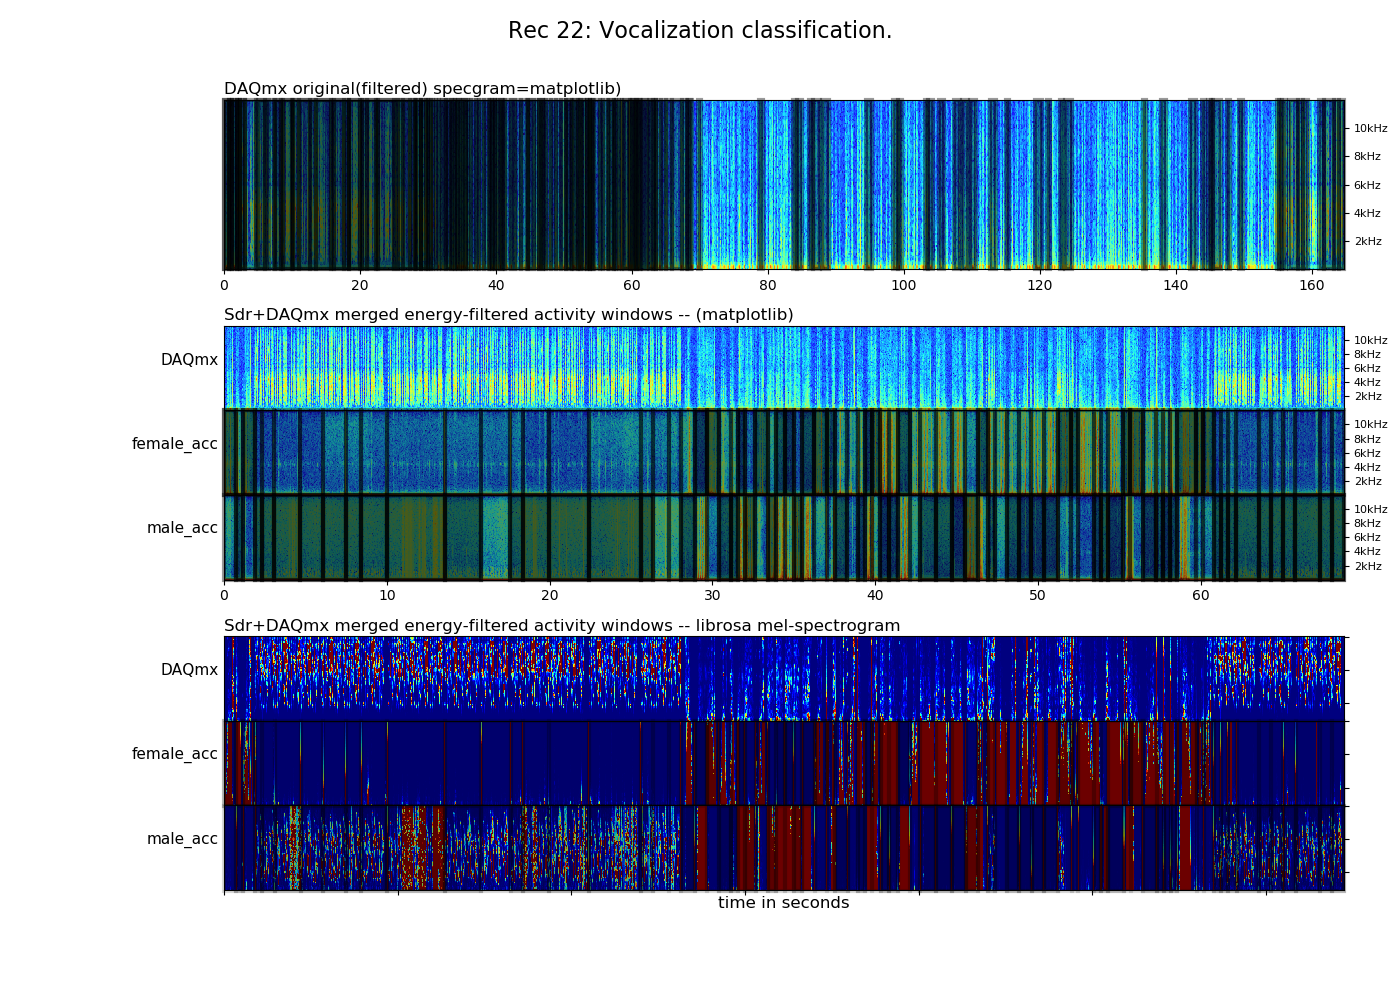 Rec 22: Vocalization classification.
DAQmx original(filtered) specgram=matplotlib)
10kHz
8kHz
6kHz
4kHz
2kHz
0 20 40 60 80 100 120 140 160
Sdr+DAQmx merged energy-filtered activity windows -- (matplotlib)
DAQmx
10kHz
8kHz
6kHz
4kHz
2kHz
female_acc
10kHz
8kHz
6kHz
4kHz
2kHz
male_acc
10kHz
8kHz
6kHz
4kHz
2kHz
0 10 20 30 40 50 60
Sdr+DAQmx merged energy-filtered activity windows -- librosa mel-spectrogram
DAQmx
female_acc
male_acc
time in seconds